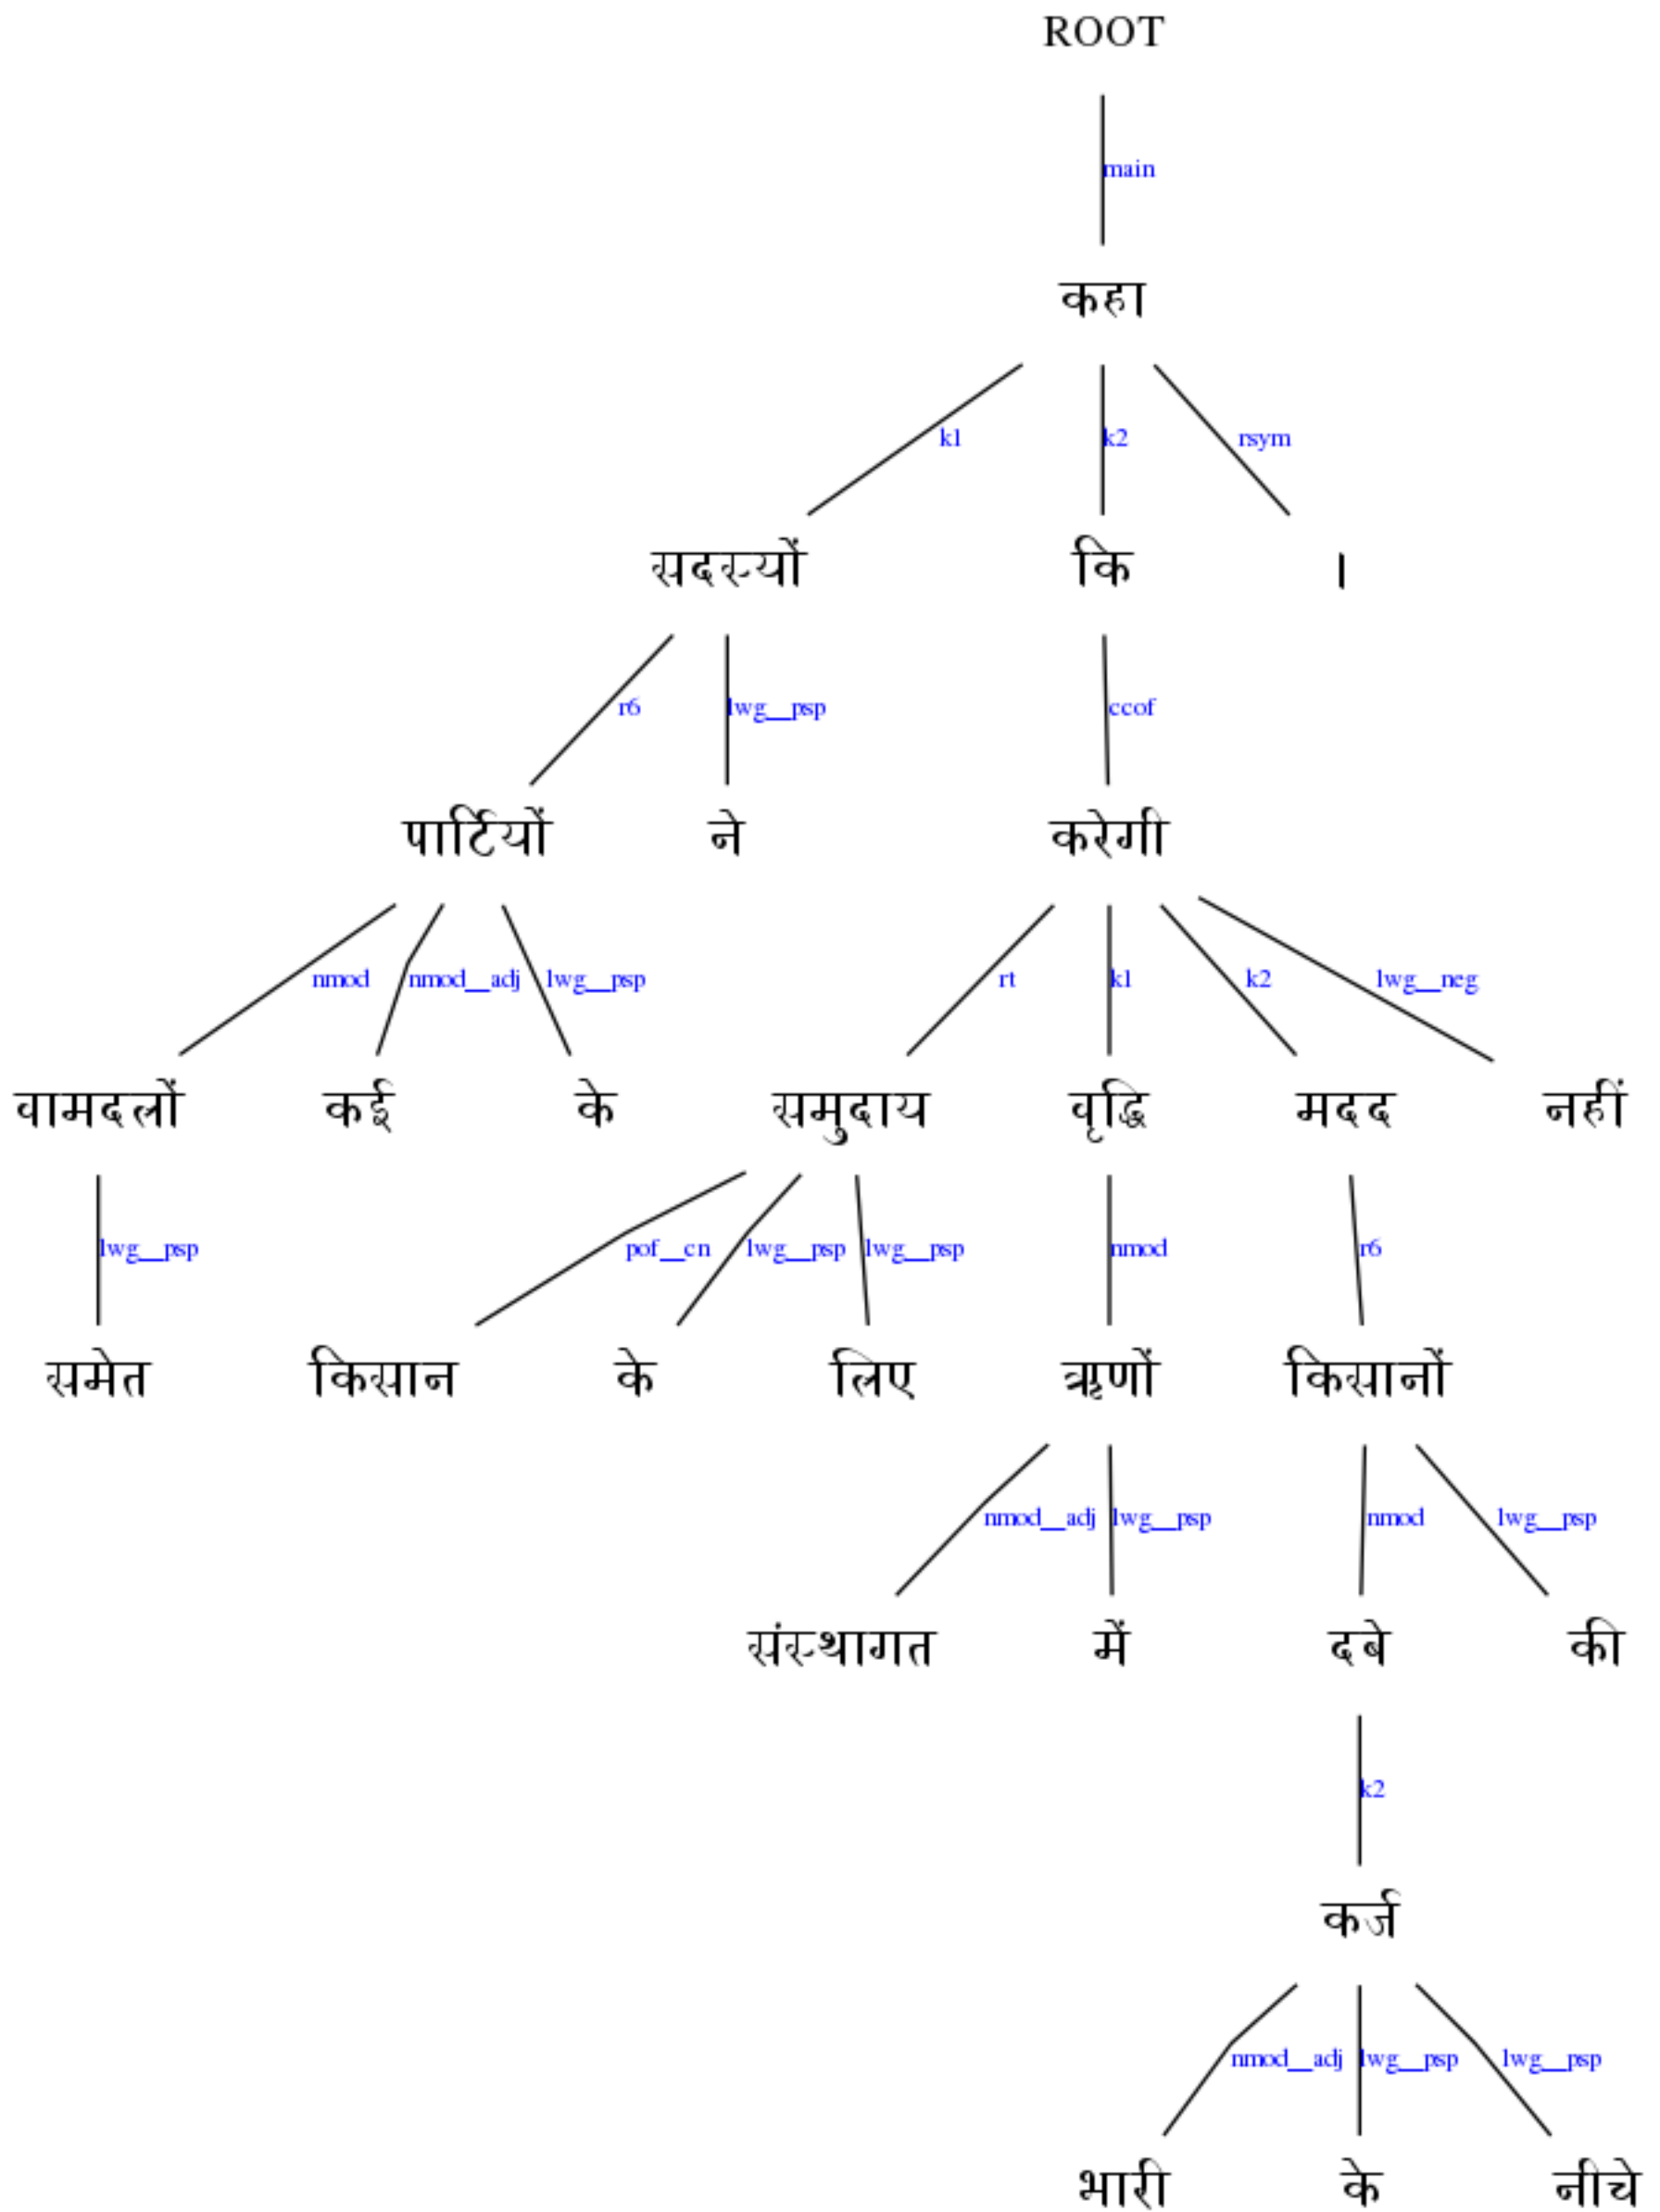 ROOT
main
कहा
k1 k2 rsym
सदस्यों कि ।
r6 lwg__psp ccof
पार्टियों ने करेगी
nmod nmod__adj lwg__psp rt k1 k2 lwg__neg
वामदलों कई के समुदाय वृद्धि मदद नहीं
lwg__psp pof__cn lwg__psp lwg__psp nmod r6
समेत किसान के लिए ऋणों किसानों
nmod__adj lwg__psp nmod lwg__psp
संस्थागत में दबे की
k2
कर्ज
nmod__adj lwg__psp lwg__psp
भारी के नीचे